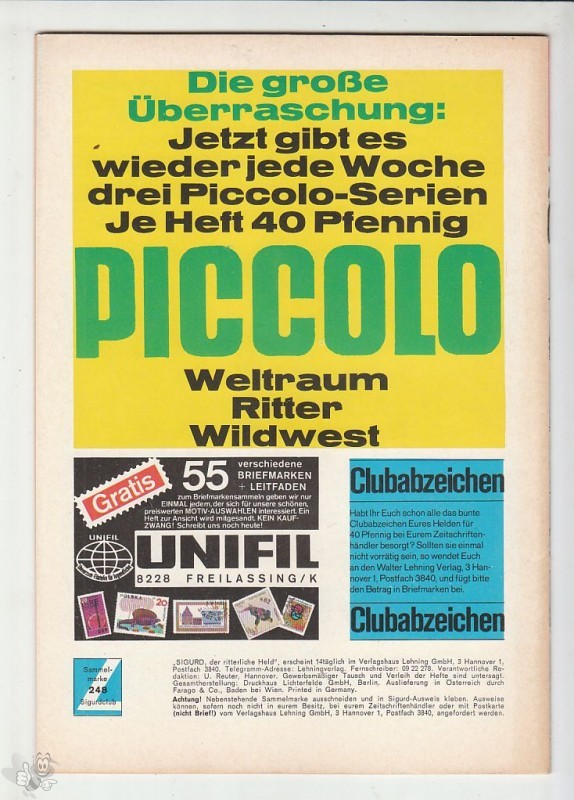 Die große
Überraschung:
Jetzt gibt es
wieder jede Woche
drei Piccolo-Serien
Je Heft 40 Pfennig
PICCOLO
Weltraum
Ritter
Wildwest
Gratis
55 verschiedene
BRIEFMARKEN
+ LEITFADEN
zum Briefmarkensammeln geben wir nur
EINMAL jedem, der sich für unsere schönen,
preiswerten MOTIV-AUSWAHLEN interessiert. Ein
Heft zur Ansicht wird mitgesandt. KEIN KAUF-
ZWANG! Schreibt uns noch heute!
UNIFIL
UNIFIL
8228 FREILASSING/K
POLSKA
20
Clubabzeichen
Habt Ihr Euch schon alle das bunte
Clubabzeichen Eures Helden für
40 Pfennig bei Eurem Zeitschriften-
händler besorgt? Sollten sie einmal
nicht vorrätig sein, so wendet Euch
an den Walter Lehning Verlag, 3 Han-
nover 1, Postfach 3840, und fügt bitte
den Betrag in Briefmarken bei.
Clubabzeichen
Sammel-
marke
248
Sigurdclub
„SIGURD, der ritterliche Held", erscheint 14täglich im Verlagshaus Lehning GmbH, 3 Hannover 1,
Postfach 3840. Telegramm-Adresse: Lehningverlag. Fernschreiber: 09 22 278. Verantwortliche Re-
daktion: U. Reuter, Hannover. Gewerbsmäßiger Tausch und Verleih der Hefte sind untersagt.
Gesamtherstellung: Druckhaus Lichterfelde GmbH, Berlin. Auslieferung in Österreich durch
Farago & Co., Baden bei Wien. Printed in Germany.
Achtung! Nebenstehende Sammelmarke ausschneiden und in Sigurd-Ausweis kleben. Ausweise
können, sofern noch nicht in eurem Besitz, bei eurem Zeitschriftenhändler oder mit Postkarte
(nicht Brief!) vom Verlagshaus Lehning GmbH, 3 Hannover 1, Postfach 3840, angefordert werden.